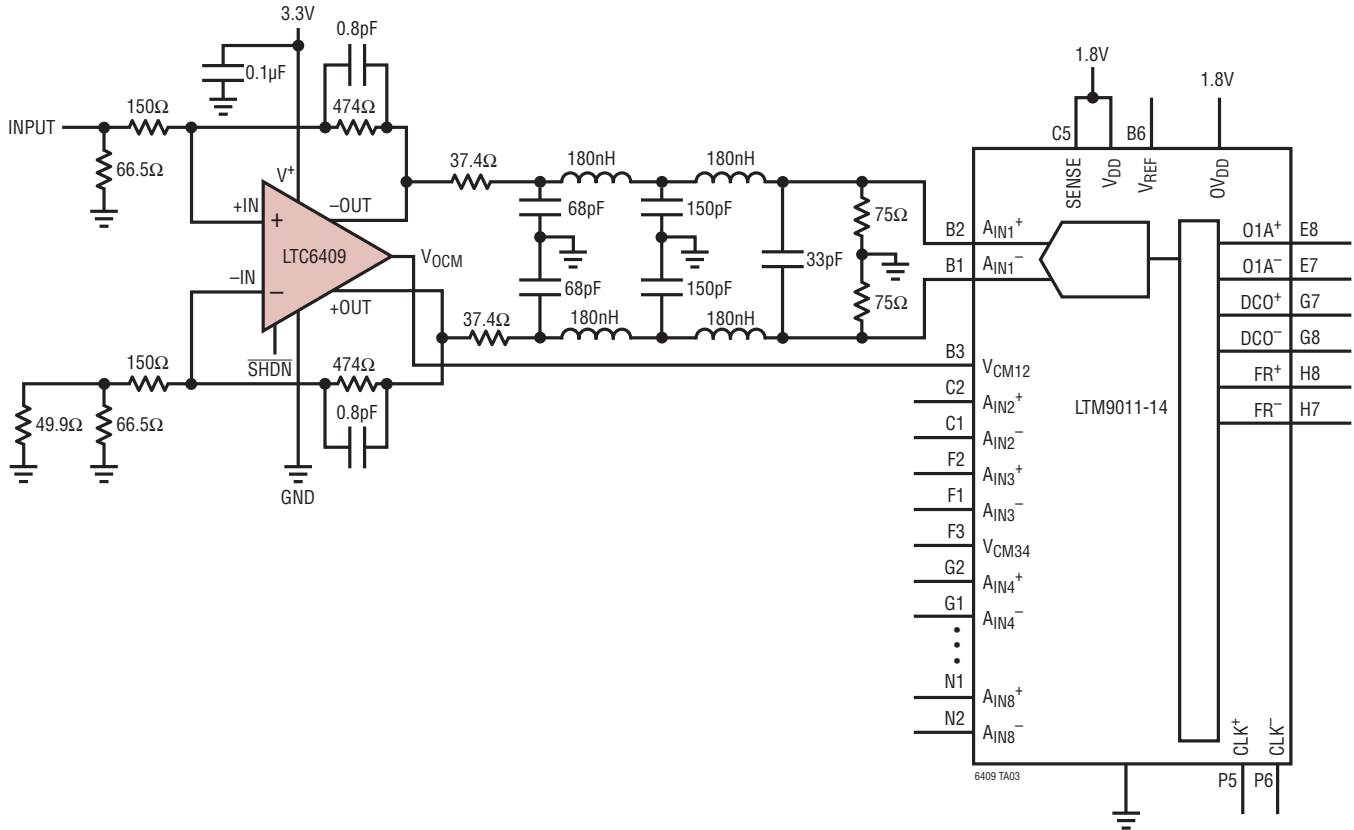 3.3V
0.8pF
0.1µF
1.8V
1.8V
150Ω
474Ω
INPUT
C5
B6
66.5Ω
37.4Ω
180nH
180nH
V+
SENSE
VDD
VREF
OVDD
+IN
–OUT
68pF
150pF
75Ω
+
B2
AIN1+
O1A+
E8
LTC6409
VOCM
33pF
B1
AIN1–
O1A–
E7
–IN
–
68pF
150pF
75Ω
DCO+
G7
+OUT
37.4Ω
180nH
180nH
DCO–
G8
150Ω
SHDN
474Ω
B3
VCM12
FR+
H8
C2
AIN2+
LTM9011-14
FR–
H7
49.9Ω
66.5Ω
0.8pF
C1
AIN2–
F2
AIN3+
GND
F1
AIN3–
F3
VCM34
G2
AIN4+
G1
AIN4–
N1
AIN8+
N2
AIN8–
CLK+
CLK–
6409 TA03
P5
P6